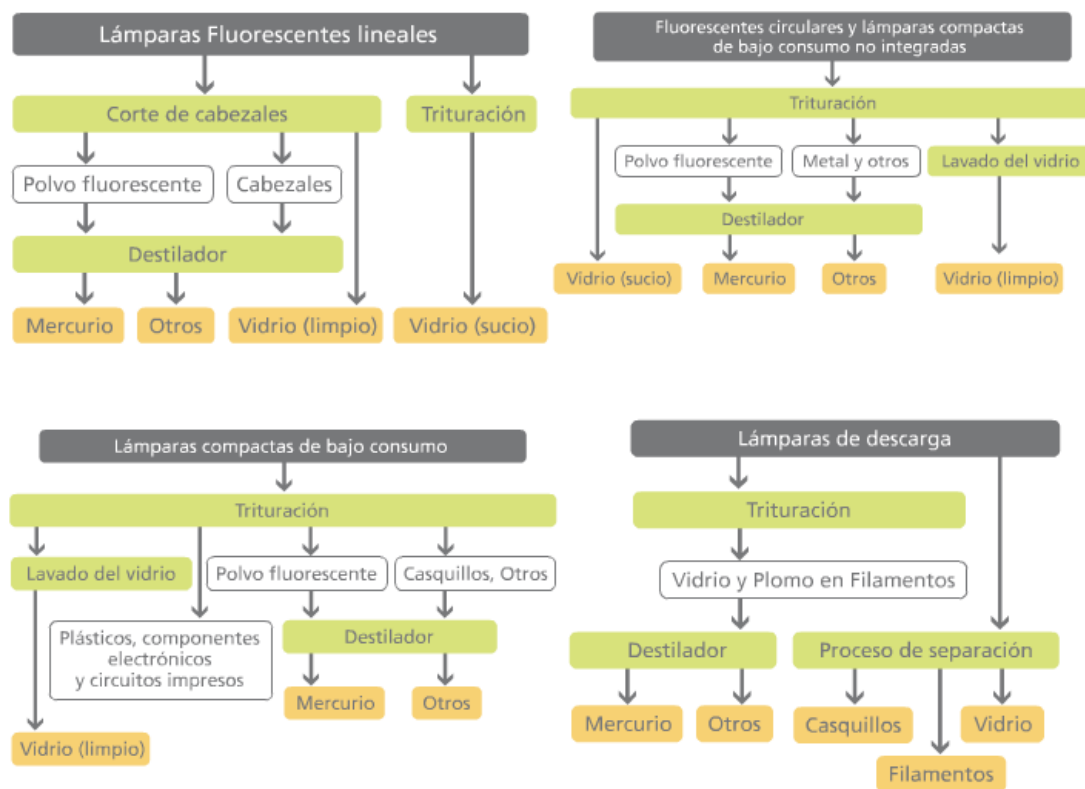 Lámparas Fluorescentes lineales
Corte de cabezales
Trituración
Polvo fluorescente
Cabezales
Destilador
Mercurio
Otros
Vidrio (limpio)
Vidrio (sucio)
Fluorescentes circulares y lámparas compactas
de bajo consumo no integradas
Trituración
Polvo fluorescente
Metal y otros
Lavado del vidrio
Destilador
Vidrio (sucio)
Mercurio
Otros
Vidrio (limpio)
Lámparas compactas de bajo consumo
Trituración
Lavado del vidrio
Polvo fluorescente
Casquillos, Otros
Plásticos, componentes
electrónicos
y circuitos impresos
Destilador
Mercurio
Otros
Vidrio (limpio)
Lámparas de descarga
Trituración
Vidrio y Plomo en Filamentos
Destilador
Proceso de separación
Mercurio
Otros
Casquillos
Vidrio
Filamentos